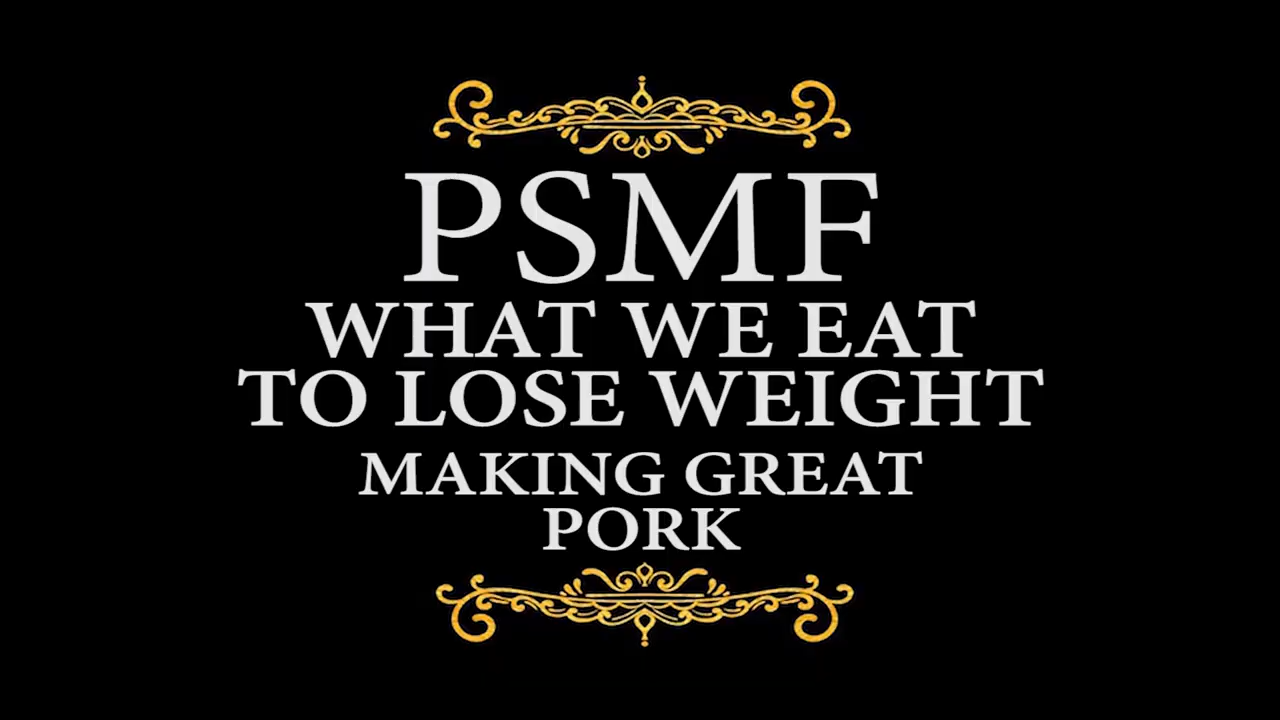 PSMF
WHAT WE EAT
TO LOSE WEIGHT
MAKING GREAT
PORK